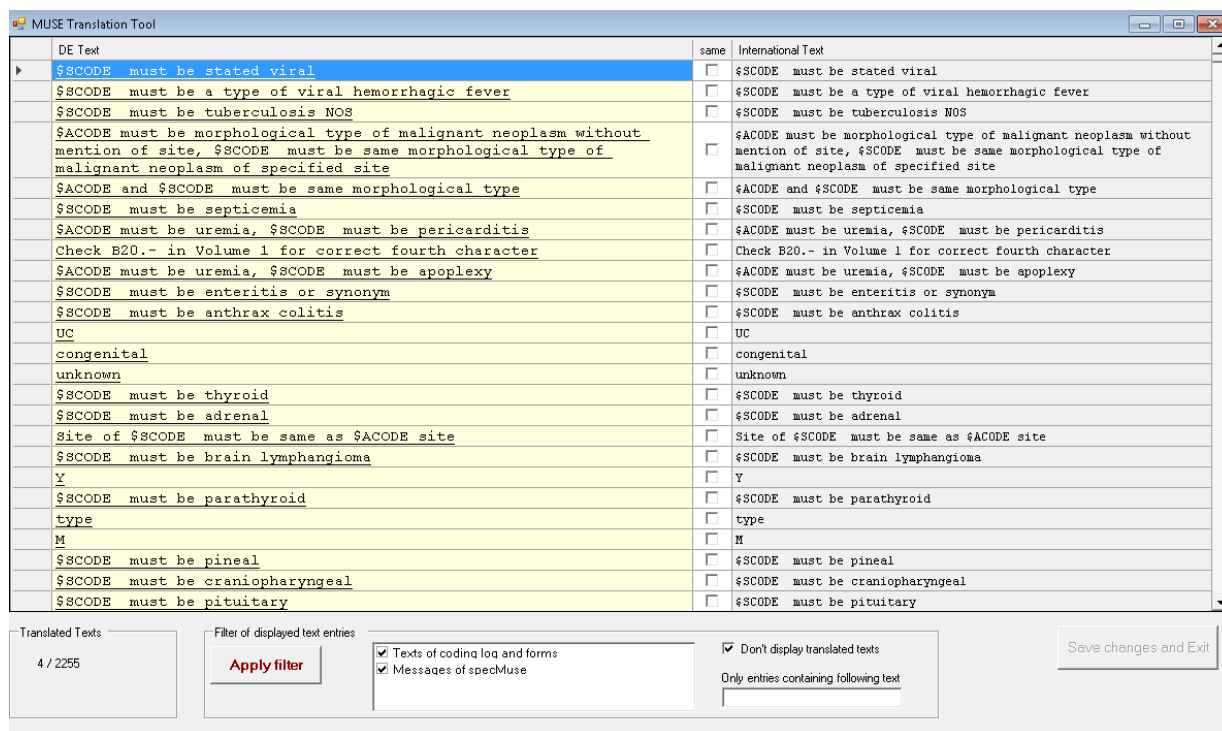 MUSE Translation Tool
DE Text same International Text
$SCODE  must be stated viral $SCODE  must be stated viral
$SCODE  must be a type of viral hemorrhagic fever $SCODE  must be a type of viral hemorrhagic fever
$SCODE  must be tuberculosis NOS $SCODE  must be tuberculosis NOS
$ACODE must be morphological type of malignant neoplasm without $ACODE must be morphological type of malignant neoplasm without
mention of site, $SCODE  must be same morphological type of mention of site, $SCODE  must be same morphological type of
malignant neoplasm of specified site malignant neoplasm of specified site
$ACODE and $SCODE  must be same morphological type $ACODE and $SCODE  must be same morphological type
$SCODE  must be septicemia $SCODE  must be septicemia
$ACODE must be uremia, $SCODE  must be pericarditis $ACODE must be uremia, $SCODE  must be pericarditis
Check B20.- in Volume 1 for correct fourth character Check B20.- in Volume 1 for correct fourth character
$ACODE must be uremia, $SCODE  must be apoplexy $ACODE must be uremia, $SCODE  must be apoplexy
$SCODE  must be enteritis or synonym $SCODE  must be enteritis or synonym
$SCODE  must be anthrax colitis $SCODE  must be anthrax colitis
UC UC
congenital congenital
unknown unknown
$SCODE  must be thyroid $SCODE  must be thyroid
$SCODE  must be adrenal $SCODE  must be adrenal
Site of $SCODE  must be same as $ACODE site Site of $SCODE  must be same as $ACODE site
$SCODE  must be brain lymphangioma $SCODE  must be brain lymphangioma
Y Y
$SCODE  must be parathyroid $SCODE  must be parathyroid
type type
M M
$SCODE  must be pineal $SCODE  must be pineal
$SCODE  must be craniopharyngeal $SCODE  must be craniopharyngeal
$SCODE  must be pituitary $SCODE  must be pituitary
Translated Texts Filter of displayed text entries
4 / 2255
Apply filter
Texts of coding log and forms
Messages of specMuse
Don't display translated texts
Only entries containing following text
Save changes and Exit